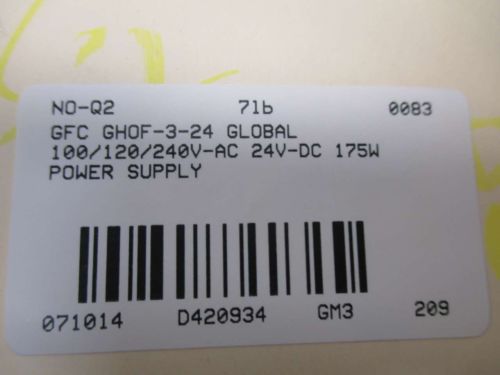 NO-Q2 7lb 0083
GFC GHOF-3-24 GLOBAL
100/120/240V-AC 24V-DC 175W
POWER SUPPLY
071014 D420934 GM3 209